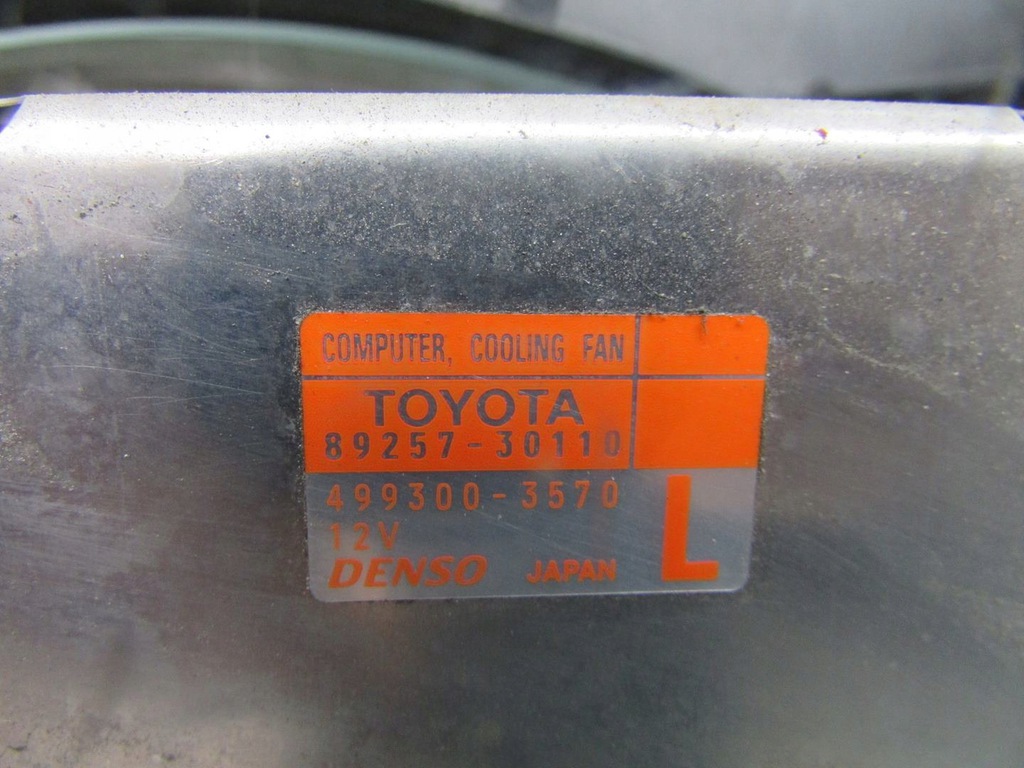 COMPUTER, COOLING FAN
TOYOTA
89257-30110
499300-3570
12V
DENSO JAPAN
L